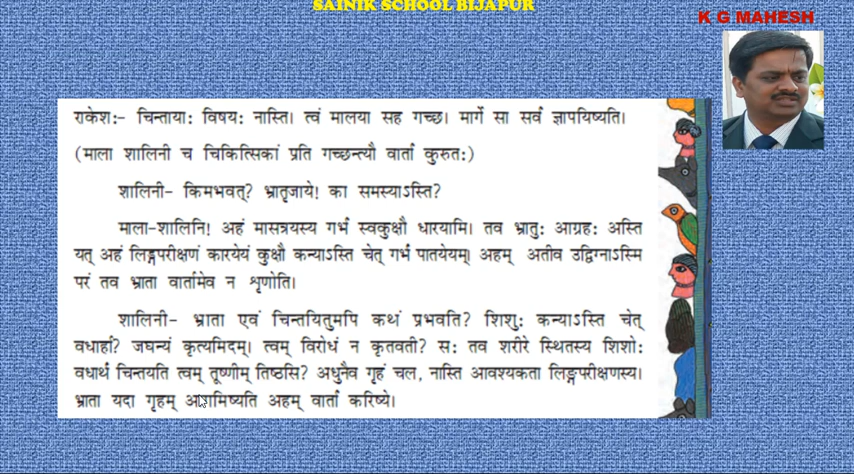 SAINIK SCHOOL BIJAPUR
K G MAHESH
राकेशः- चिन्तायाः विषयः नास्ति। त्वं मालया सह गच्छ। मार्गे सा सर्वं ज्ञापयिष्यति।
(माला शालिनी च चिकित्सिकां प्रति गच्छन्त्यौ वार्तां कुरुतः)
शालिनी- किमभवत्? भ्रातृजाये! का समस्याऽस्ति?
माला-शालिनि! अहं मासत्रयस्य गर्भं स्वकुक्षौ धारयामि। तव भ्रातुः आग्रहः अस्ति
यत् अहं लिङ्गपरीक्षणं कारयेयं कुक्षौ कन्याऽस्ति चेत् गर्भं पातयेयम्। अहम् अतीव उद्विग्नाऽस्मि
परं तव भ्राता वार्तामेव न शृणोति।
शालिनी- भ्राता एवं चिन्तयितुमपि कथं प्रभवति? शिशुः कन्याऽस्ति चेत्
वधार्हा? जघन्यं कृत्यमिदम्। त्वम् विरोधं न कृतवती? सः तव शरीरे स्थितस्य शिशोः
वधार्थं चिन्तयति त्वम् तूष्णीम् तिष्ठसि? अधुनैव गृहं चल, नास्ति आवश्यकता लिङ्गपरीक्षणस्य।
भ्राता यदा गृहम् आगमिष्यति अहम् वार्तां करिष्ये।